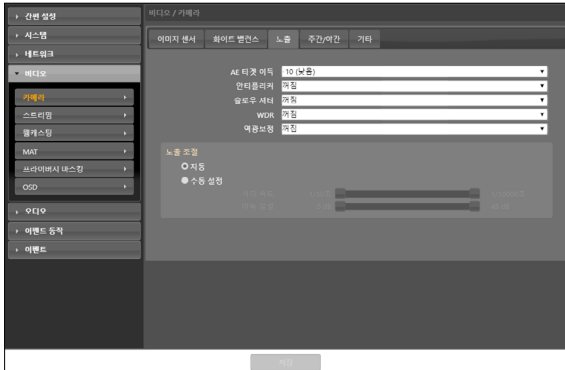 간편 설정
시스템
네트워크
비디오
카메라
스트리밍
웹캐스팅
MAT
프라이버시 마스킹
OSD
오디오
이벤트 동작
이벤트
비디오 / 카메라
이미지 센서 화이트 밸런스 노출 주간/야간 기타
AE 타겟 이득 10 (낮음)
안티플리커 꺼짐
슬로우 셔터 꺼짐
WDR 꺼짐
역광보정 꺼짐
노출 조절
자동
수동 설정
저장